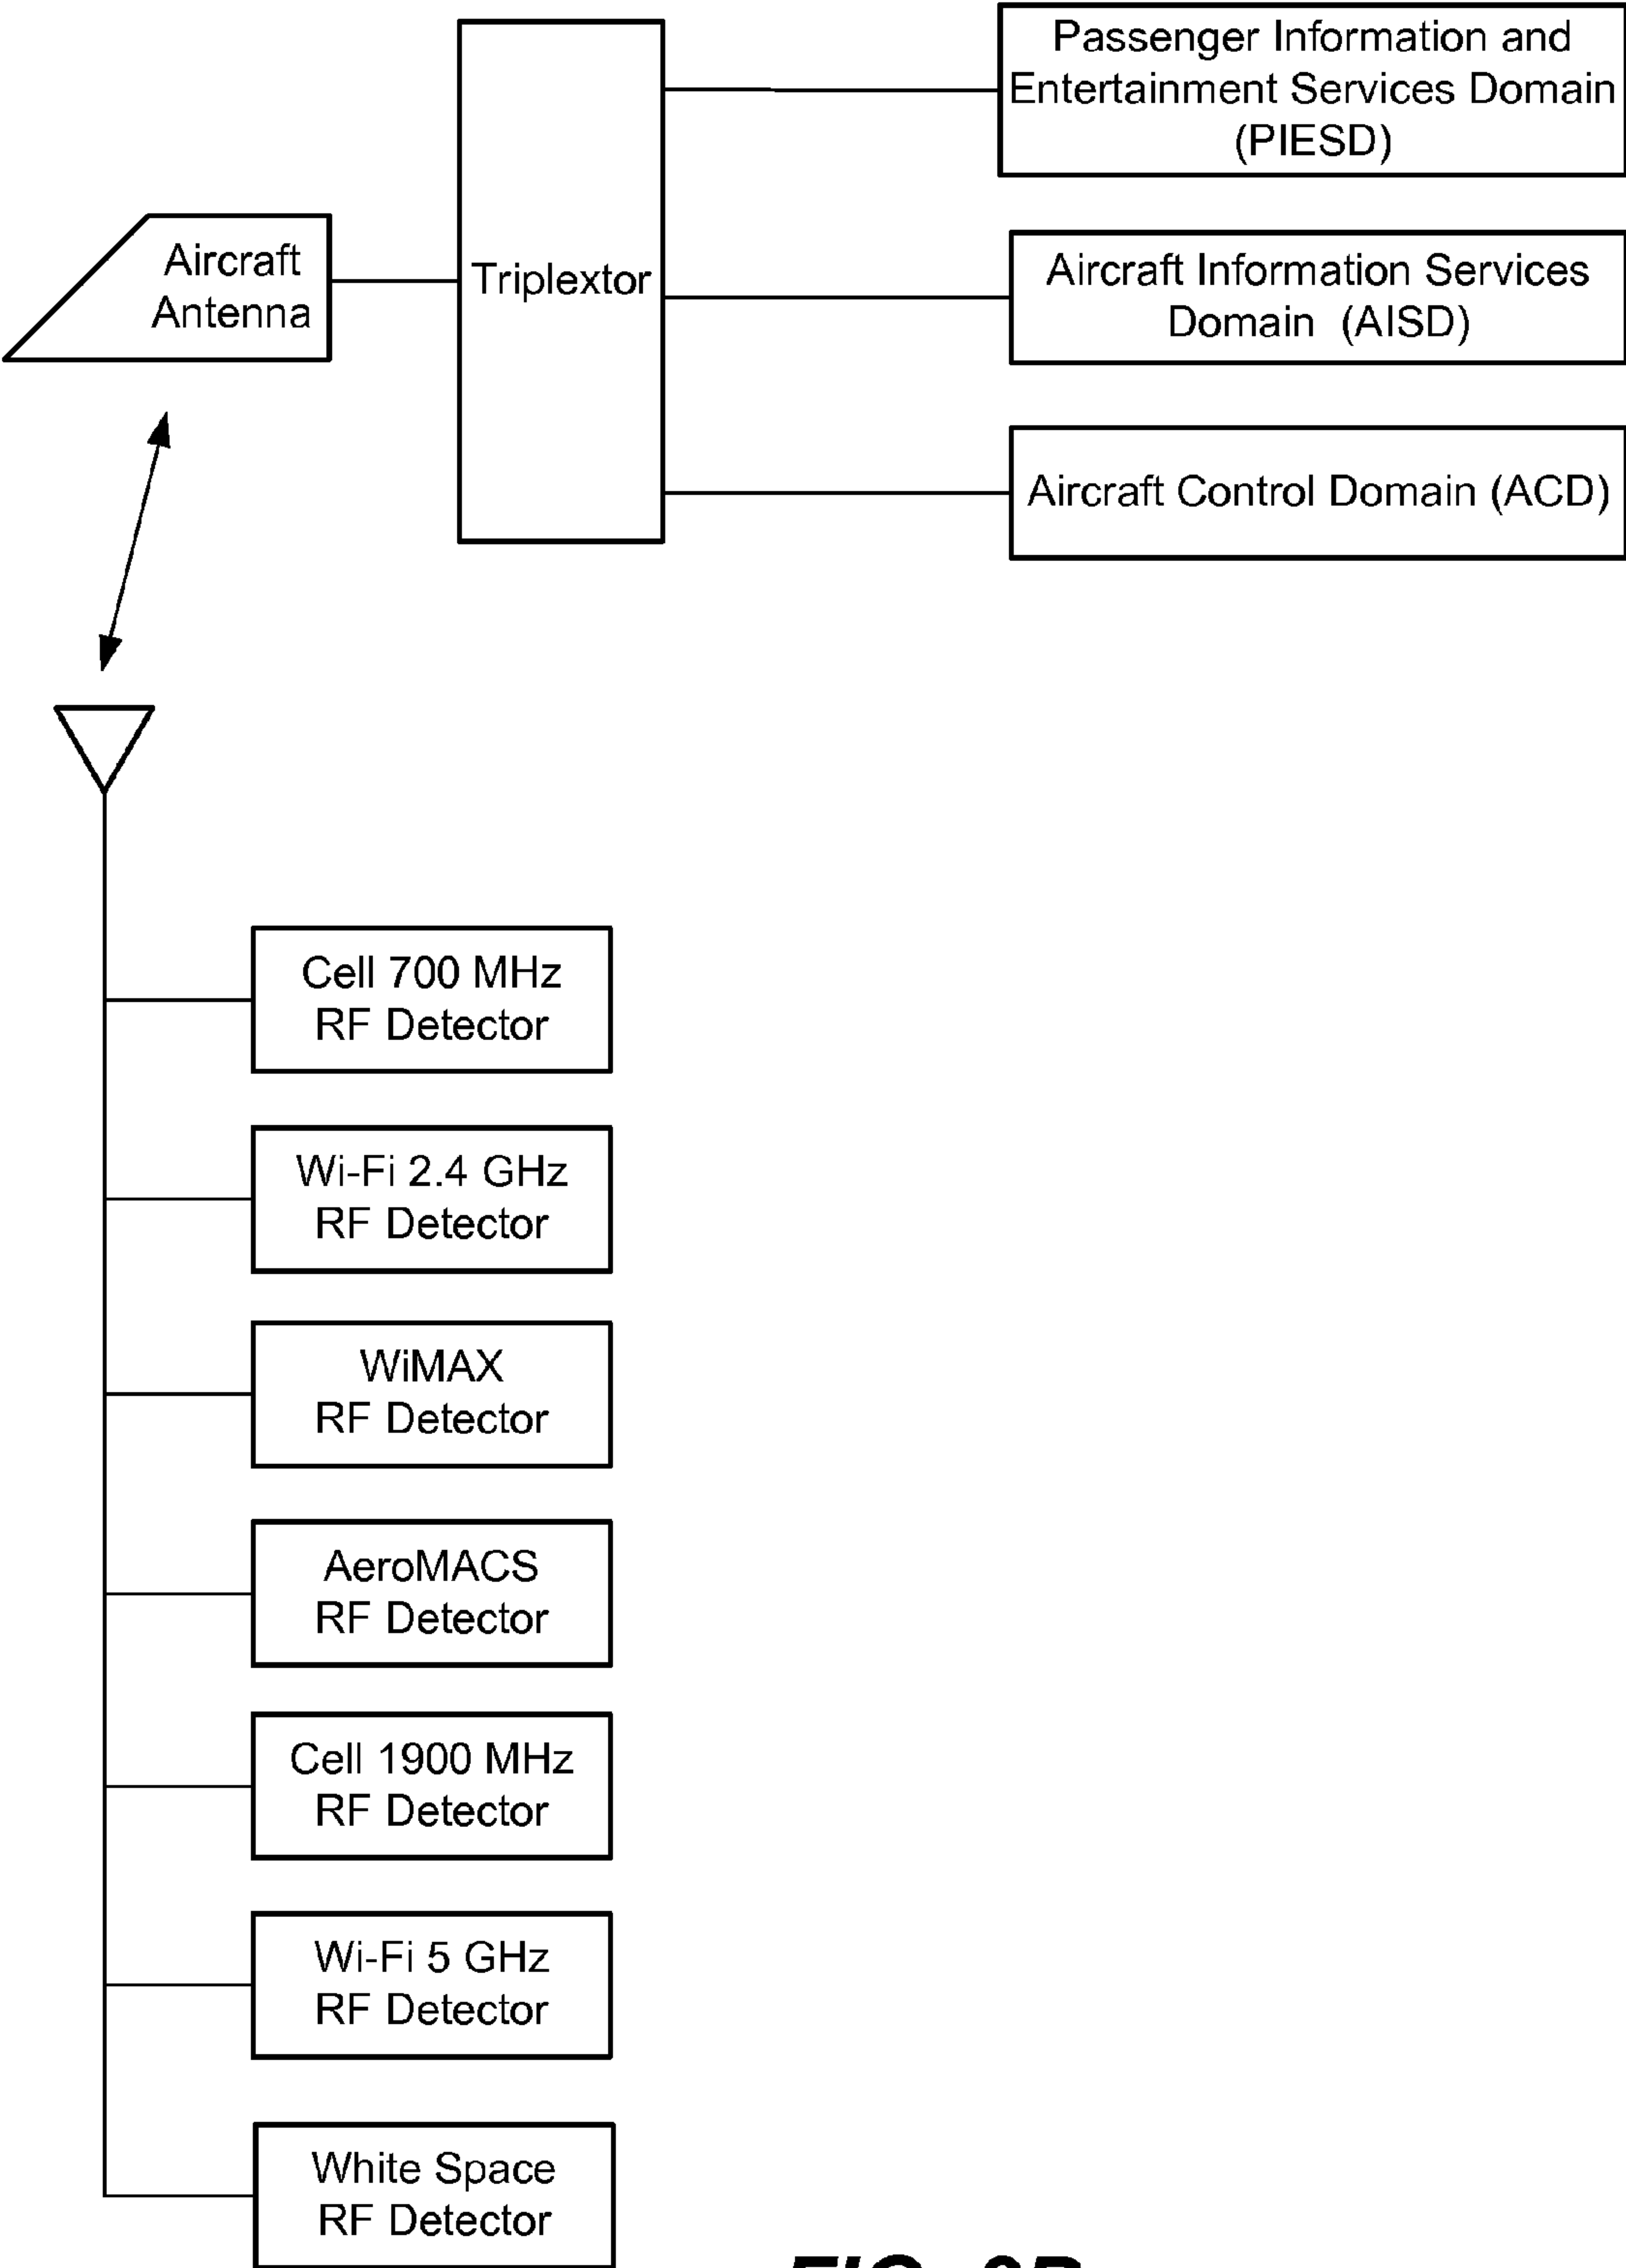 Passenger Information and
Entertainment Services Domain
(PIESD)
Aircraft
Antenna
Triplextor
Aircraft Information Services
Domain (AISD)
Aircraft Control Domain (ACD)
Cell 700 MHz
RF Detector
Wi-Fi 2.4 GHz
RF Detector
WiMAX
RF Detector
AeroMACS
RF Detector
Cell 1900 MHz
RF Detector
Wi-Fi 5 GHz
RF Detector
White Space
RF Detector